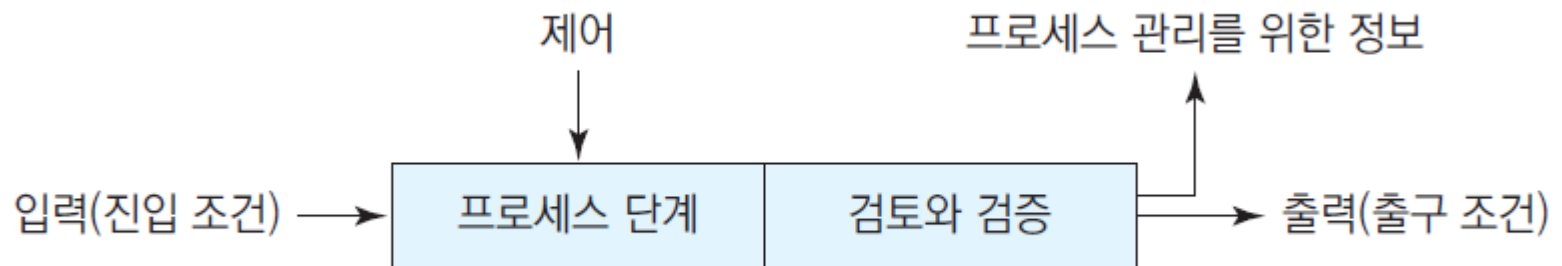 제어
프로세스 관리를 위한 정보
입력(진입 조건)
프로세스 단계
검토와 검증
출력(출구 조건)